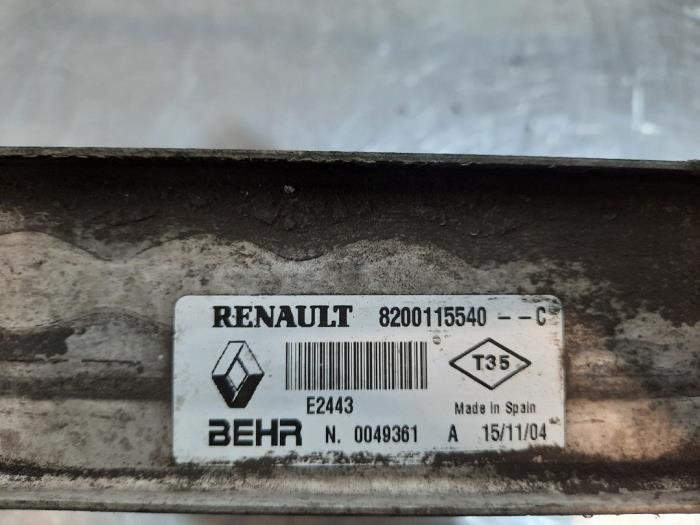 RENAULT 8200115540 -- C
T35
E2443
Made in Spain
BEHR N. 0049361 A 15/11/04